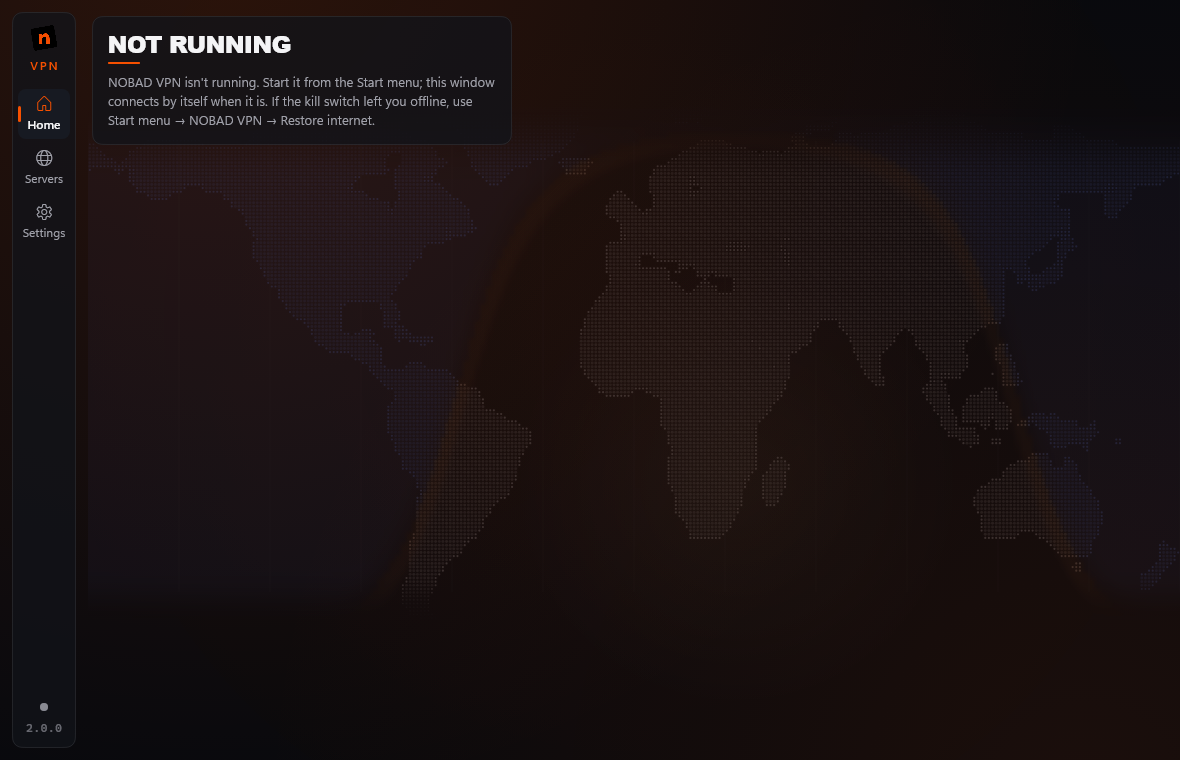 n
VPN
Home
Servers
Settings
2.0.0
NOT RUNNING
NOBAD VPN isn't running. Start it from the Start menu; this window
connects by itself when it is. If the kill switch left you offline, use
Start menu → NOBAD VPN → Restore internet.